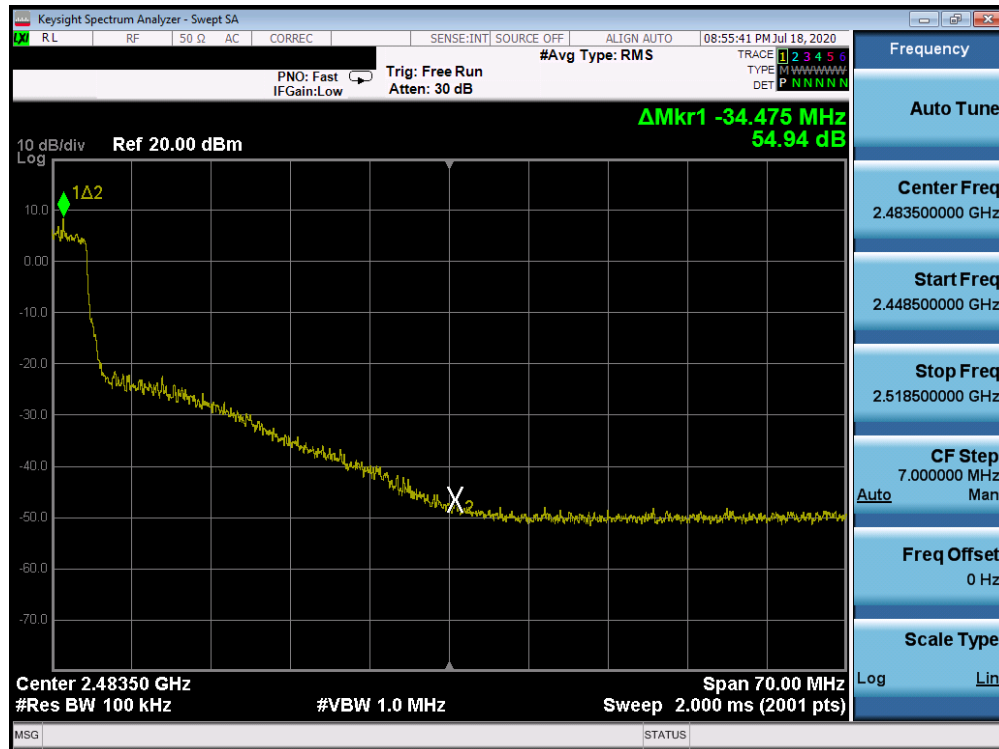 Keysight Spectrum Analyzer - Swept SA
LXI RL RF 50 Ω AC CORREC SENSE:INT SOURCE OFF ALIGN AUTO 08:55:41 PM Jul 18, 2020
#Avg Type: RMS
TRACE 1 2 3 4 5 6
TYPE M WWWWW
DET P N N N N N
PNO: Fast
IFGain:Low
Trig: Free Run
Atten: 30 dB
ΔMkr1 -34.475 MHz
54.94 dB
10 dB/div
Log
Ref 20.00 dBm
1Δ2
10.0
0.00
-10.0
-20.0
-30.0
-40.0
X2
-50.0
-60.0
-70.0
Center 2.48350 GHz
Span 70.00 MHz
#Res BW 100 kHz
#VBW 1.0 MHz
Sweep 2.000 ms (2001 pts)
MSG
STATUS
Frequency
Auto Tune
Center Freq
2.483500000 GHz
Start Freq
2.448500000 GHz
Stop Freq
2.518500000 GHz
CF Step
7.000000 MHz
Auto Man
Freq Offset
0 Hz
Scale Type
Log Lin